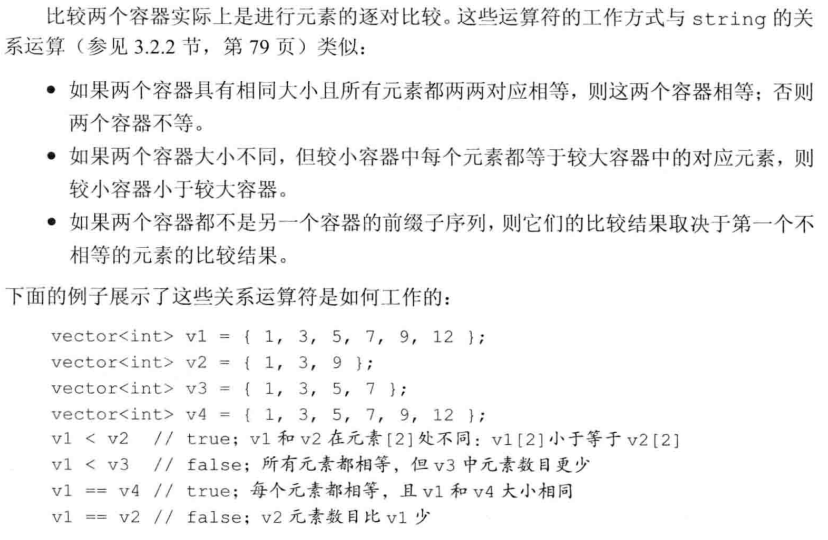 比较两个容器实际上是进行元素的逐对比较。这些运算符的工作方式与 string 的关
系运算（参见 3.2.2 节，第 79 页）类似：
• 如果两个容器具有相同大小且所有元素都两两对应相等，则这两个容器相等；否则
两个容器不等。
• 如果两个容器大小不同，但较小容器中每个元素都等于较大容器中的对应元素，则
较小容器小于较大容器。
• 如果两个容器都不是另一个容器的前缀子序列，则它们的比较结果取决于第一个不
相等的元素的比较结果。
下面的例子展示了这些关系运算符是如何工作的：
vector<int> v1 = { 1, 3, 5, 7, 9, 12 };
vector<int> v2 = { 1, 3, 9 };
vector<int> v3 = { 1, 3, 5, 7 };
vector<int> v4 = { 1, 3, 5, 7, 9, 12 };
v1 < v2 // true；v1 和 v2 在元素[2]处不同：v1[2]小于等于 v2[2]
v1 < v3 // false；所有元素都相等，但 v3 中元素数目更少
v1 == v4 // true；每个元素都相等，且 v1 和 v4 大小相同
v1 == v2 // false；v2 元素数目比 v1 少